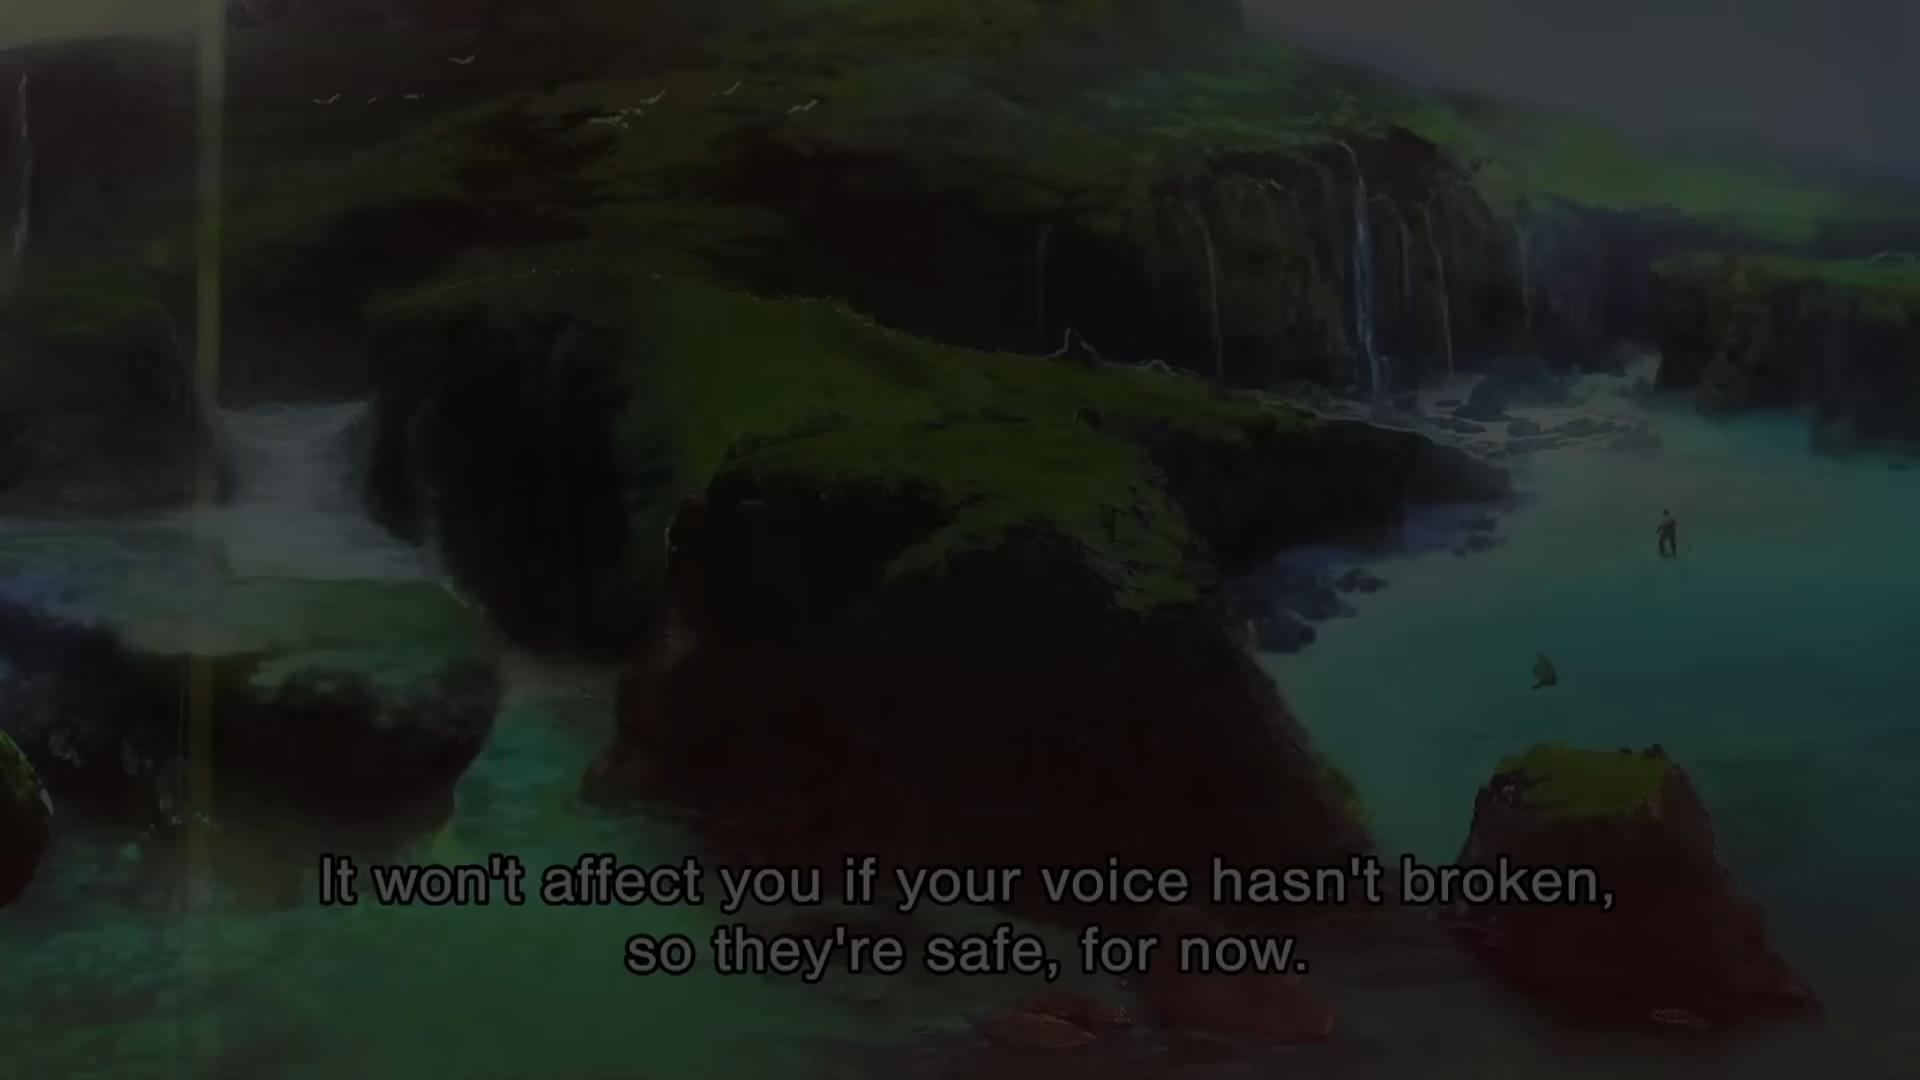 It won't affect you if your voice hasn't broken,
so they're safe, for now.